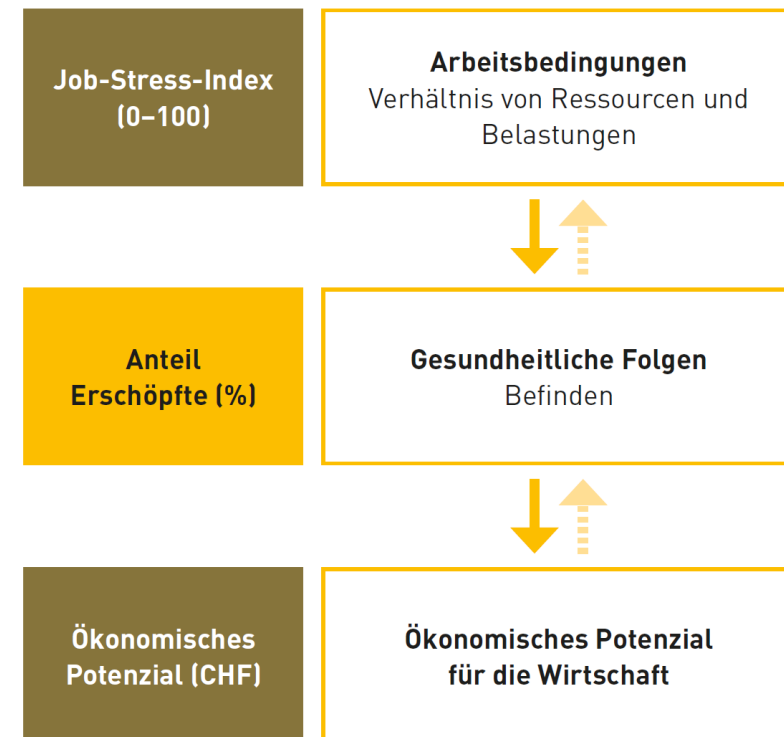 Job-Stress-Index
(0–100)
Arbeitsbedingungen
Verhältnis von Ressourcen und
Belastungen
Anteil
Erschöpfte (%)
Gesundheitliche Folgen
Befinden
Ökonomisches
Potenzial (CHF)
Ökonomisches Potenzial
für die Wirtschaft